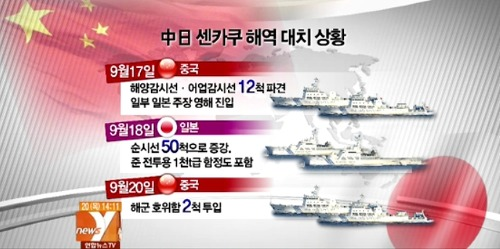 中日 센카쿠 해역 대치 상황
9월17일 중국
해양감시선·어업감시선 12척 파견
일부 일본 주장 영해 진입
9월18일 일본
순시선 50척으로 증강,
준 전투용 1천t급 함정도 포함
9월20일 중국
해군 호위함 2척 투입
20(목) 14:11
news Y
연합뉴스TV